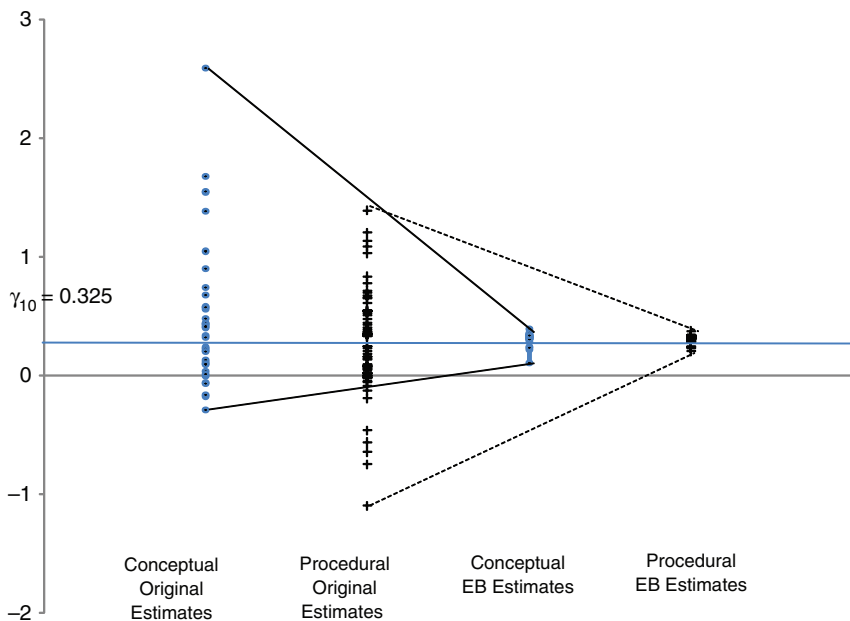 3
2
1
γ10 = 0.325
0
–1
–2
Conceptual
Original
Estimates
Procedural
Original
Estimates
Conceptual
EB Estimates
Procedural
EB Estimates